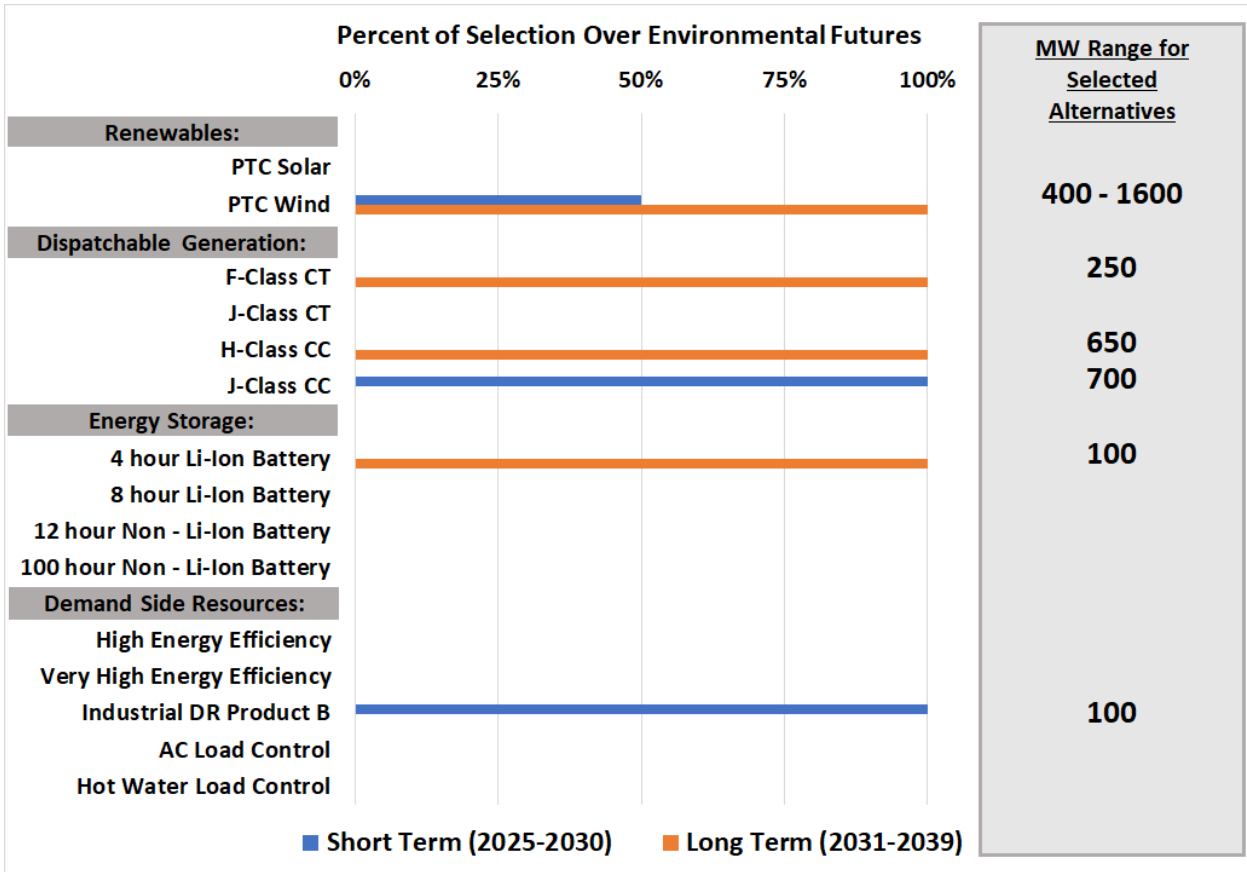 Percent of Selection Over Environmental Futures
0% 25% 50% 75% 100%
MW Range for
Selected
Alternatives
Renewables:
PTC Solar
PTC Wind
400 - 1600
Dispatchable Generation:
F-Class CT
250
J-Class CT
H-Class CC
650
J-Class CC
700
Energy Storage:
4 hour Li-Ion Battery
100
8 hour Li-Ion Battery
12 hour Non - Li-Ion Battery
100 hour Non - Li-Ion Battery
Demand Side Resources:
High Energy Efficiency
Very High Energy Efficiency
Industrial DR Product B
100
AC Load Control
Hot Water Load Control
Short Term (2025-2030) Long Term (2031-2039)